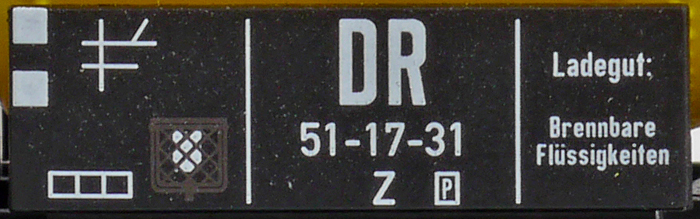 DR
51-17-31
Z P
Ladegut:
Brennbare
Flüssigkeiten